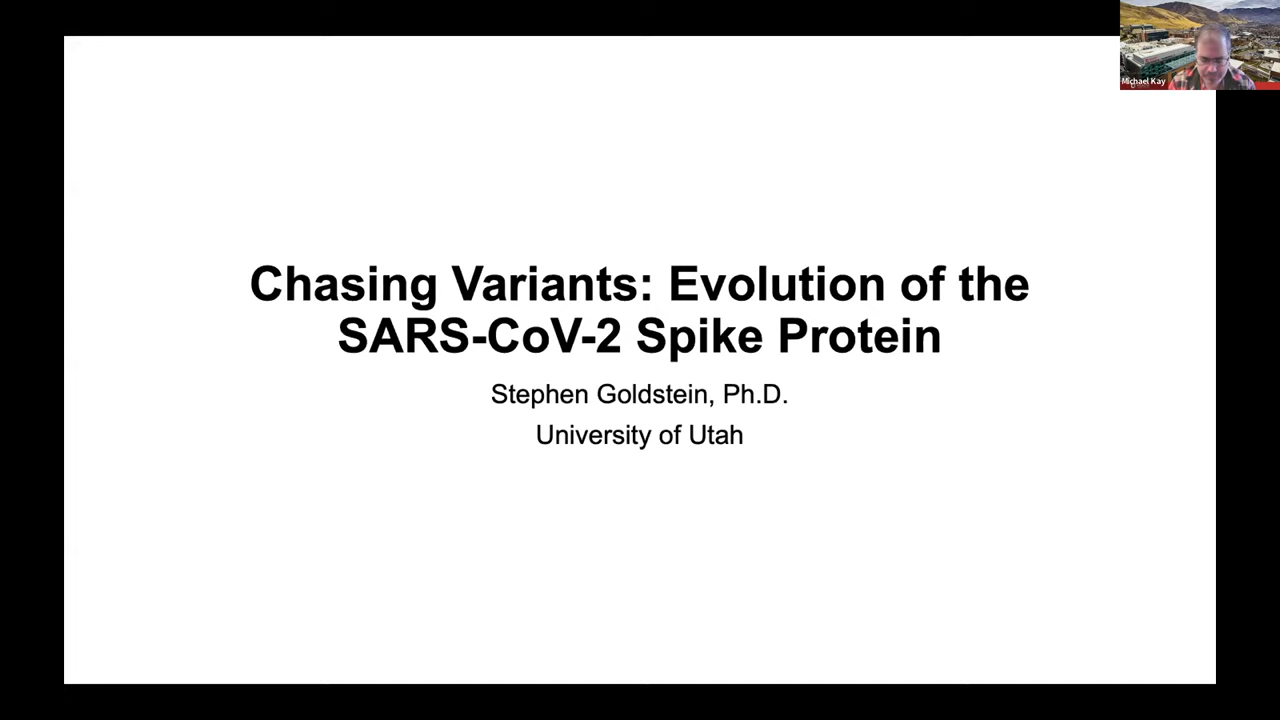 Michael Kay
Chasing Variants: Evolution of the
SARS-CoV-2 Spike Protein
Stephen Goldstein, Ph.D.
University of Utah